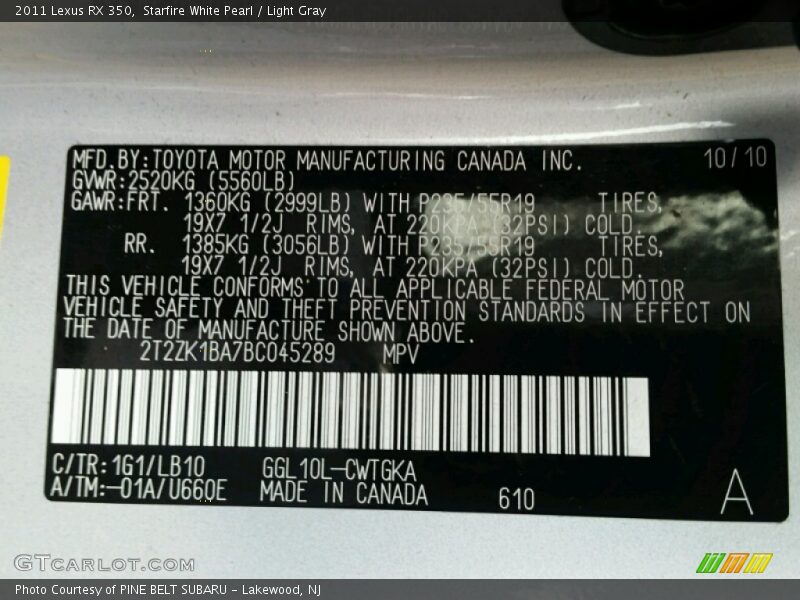 2011 Lexus RX 350, Starfire White Pearl / Light Gray
MFD.BY:TOYOTA MOTOR MANUFACTURING CANADA INC. 10/10
GVWR:2520KG (5560LB)
GAWR:FRT. 1360KG (2999LB) WITH P235/55R19 TIRES,
19X7 1/2J RIMS, AT 220KPA (32PSI) COLD.
RR. 1385KG (3056LB) WITH P235/55R19 TIRES,
19X7 1/2J RIMS, AT 220KPA (32PSI) COLD.
THIS VEHICLE CONFORMS TO ALL APPLICABLE FEDERAL MOTOR
VEHICLE SAFETY AND THEFT PREVENTION STANDARDS IN EFFECT ON
THE DATE OF MANUFACTURE SHOWN ABOVE.
2T2ZK1BA7BC045289 MPV
C/TR:1G1/LB10 GGL10L-CWTGKA
A/TM:-01A/U660E MADE IN CANADA 610 A
GTCarLot.com
Photo Courtesy of PINE BELT SUBARU - Lakewood, NJ